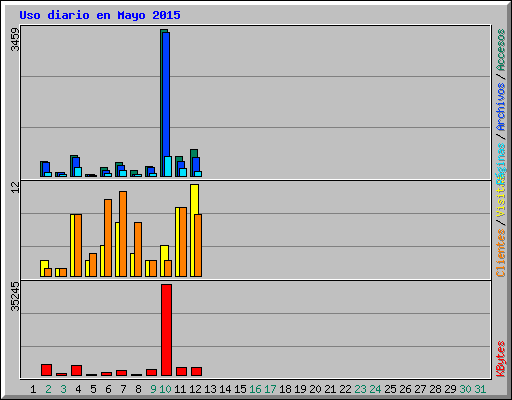 Uso diario en Mayo 2015
3459
12
35245
Accesos
/ Archivos
/ Páginas
Visitas
/ Clientes
KBytes
1 2 3 4 5 6 7 8 9 10 11 12 13 14 15 16 17 18 19 20 21 22 23 24 25 26 27 28 29 30 31